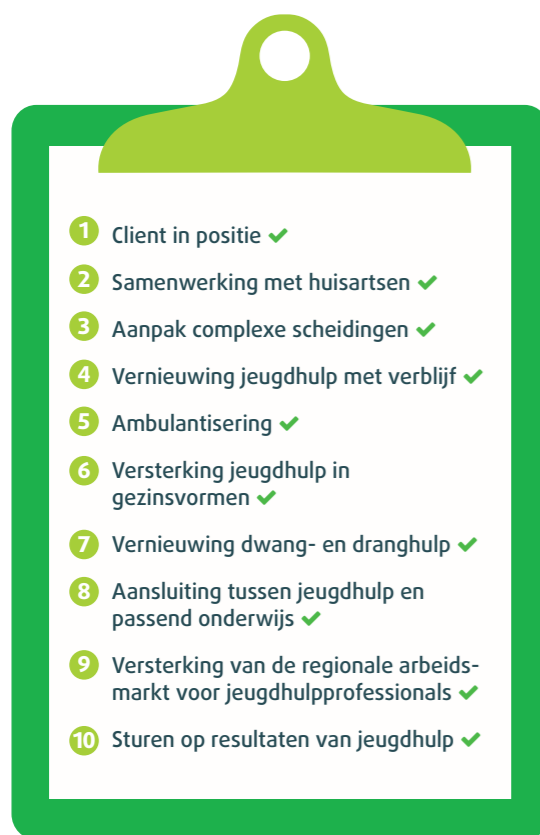 1 Client in positie ✔
2 Samenwerking met huisartsen ✔
3 Aanpak complexe scheidingen ✔
4 Vernieuwing jeugdhulp met verblijf ✔
5 Ambulantisering ✔
6 Versterking jeugdhulp in
gezinsvormen ✔
7 Vernieuwing dwang- en dranghulp ✔
8 Aansluiting tussen jeugdhulp en
passend onderwijs ✔
9 Versterking van de regionale arbeids-
markt voor jeugdhulpprofessionals ✔
10 Sturen op resultaten van jeugdhulp ✔